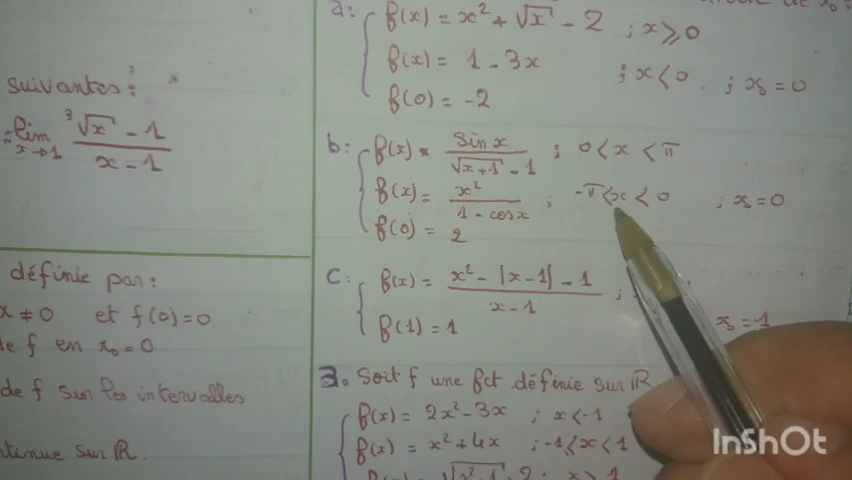 suivantes:
lim x→1 ∛x - 1 / x - 1
définie par:
x ≠ 0 et f(0) = 0
de f en x₀ = 0
de f sur les intervalles
continue sur ℝ.
a: f(x) = x² + √x - 2 ; x ⩾ 0
f(x) = 1 - 3x ; x < 0 ; x₀ = 0
f(0) = -2
b: f(x) = sin x / √x+1 - 1 ; 0 < x < π
f(x) = x² / 1 - cos x ; -π < x < 0 ; x₀ = 0
f(0) = 2
C: f(x) = x² - |x - 1| - 1 / x - 1 ;
f(1) = 1 x₀ = 1
3. Soit f une fct définie sur ℝ
f(x) = 2x² - 3x ; x < -1
f(x) = x² + 4x ; -1 ⩽ x < 1
InShOt